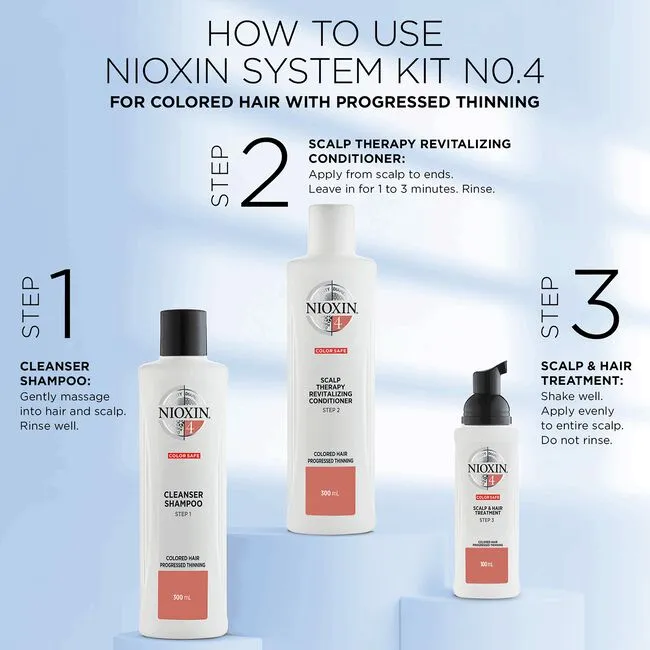 HOW TO USE
NIOXIN SYSTEM KIT NO.4
FOR COLORED HAIR WITH PROGRESSED THINNING
STEP 1
CLEANSER
SHAMPOO:
Gently massage
into hair and scalp.
Rinse well.
STEP 2
SCALP THERAPY REVITALIZING
CONDITIONER:
Apply from scalp to ends.
Leave in for 1 to 3 minutes. Rinse.
STEP 3
SCALP & HAIR
TREATMENT:
Shake well.
Apply evenly
to entire scalp.
Do not rinse.
NIOXIN.
4
COLOR SAFE
CLEANSER
SHAMPOO
STEP 1
COLORED HAIR
PROGRESSED THINNING
300 mL
NIOXIN.
4
COLOR SAFE
SCALP
THERAPY
REVITALIZING
CONDITIONER
STEP 2
COLORED HAIR
PROGRESSED THINNING
300 mL
NIOXIN.
4
COLOR SAFE
SCALP & HAIR
TREATMENT
STEP 3
COLORED HAIR
PROGRESSED THINNING
100 mL